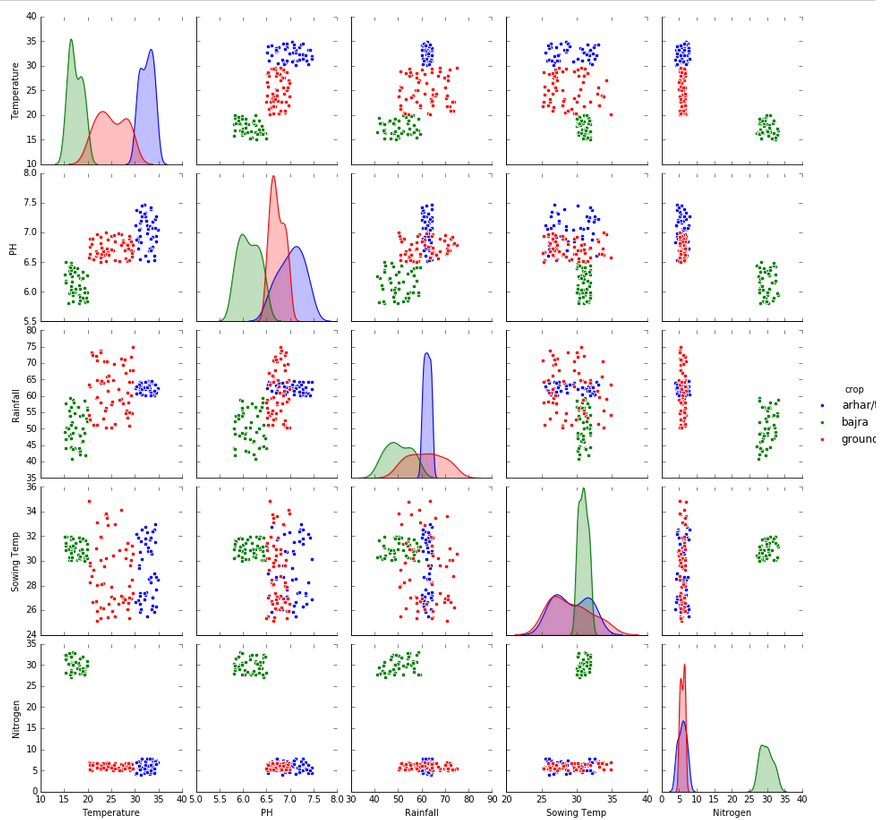 40
35
30
25
20
15
10
Temperature
8.0
7.5
7.0
6.5
6.0
5.5
PH
80
75
70
65
60
55
50
45
40
35
Rainfall
crop
arhar/
bajra
ground
36
34
32
30
28
26
24
Sowing Temp
35
30
25
20
15
10
5
0
Nitrogen
10 15 20 25 30 35 40
5.0 5.5 6.0 6.5 7.0 7.5 8.0
30 40 50 60 70 80 90
20 25 30 35 40
0 5 10 15 20 25 30 35 40
Temperature PH Rainfall Sowing Temp Nitrogen